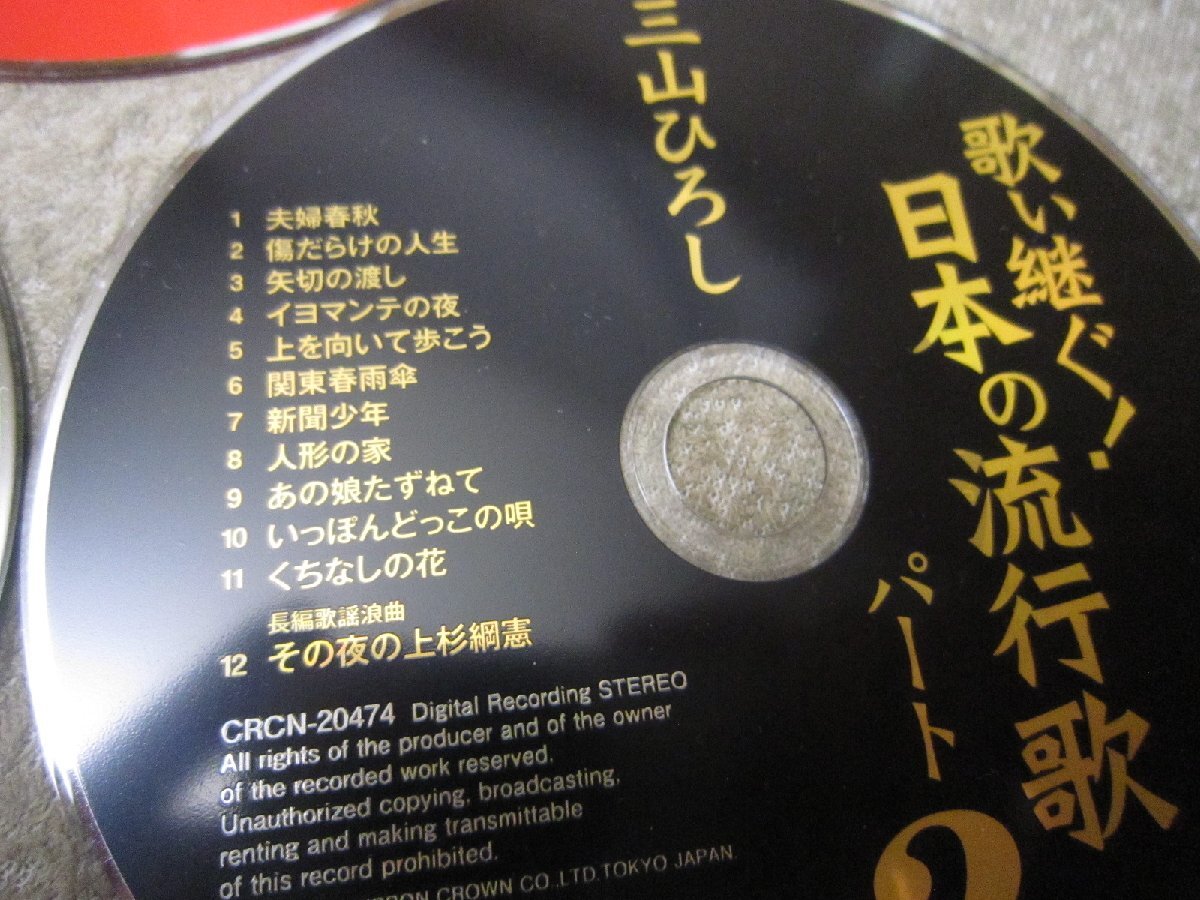 三山ひろし
歌い継ぐ!
日本の流行歌
パート
1 夫婦春秋
2 傷だらけの人生
3 矢切の渡し
4 イヨマンテの夜
5 上を向いて歩こう
6 関東春雨傘
7 新聞少年
8 人形の家
9 あの娘たずねて
10 いっぽんどっこの唄
11 くちなしの花
長編歌謡浪曲
12 その夜の上杉綱憲
CRCN-20474 Digital Recording STEREO
All rights of the producer and of the owner
of the recorded work reserved.
Unauthorized copying, broadcasting,
renting and making transmittable
of this record prohibited.
CROWN CO.,LTD.TOKYO JAPAN